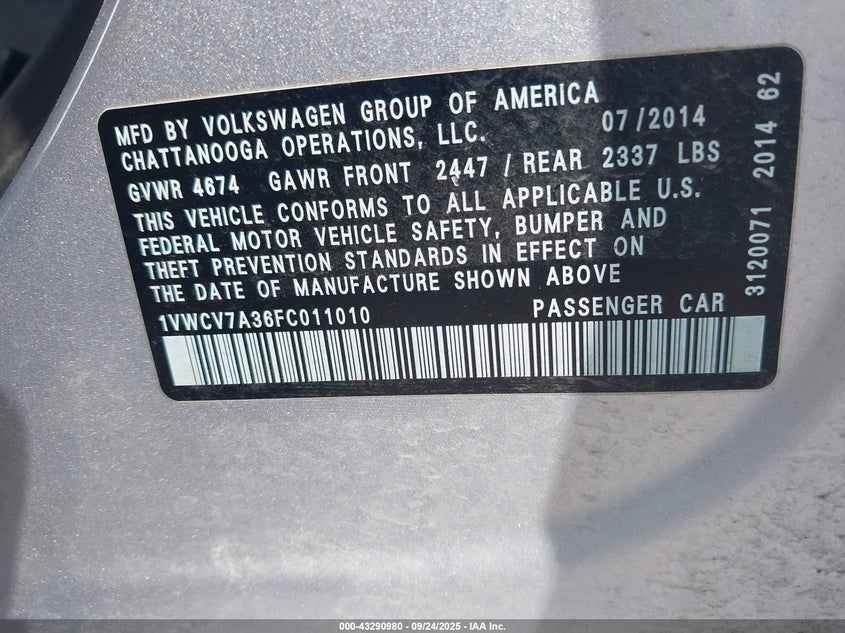 MFD BY VOLKSWAGEN GROUP OF AMERICA
CHATTANOOGA OPERATIONS, LLC. 07/2014
GVWR 4674 GAWR FRONT 2447 / REAR 2337 LBS
THIS VEHICLE CONFORMS TO ALL APPLICABLE U.S.
FEDERAL MOTOR VEHICLE SAFETY, BUMPER AND
THEFT PREVENTION STANDARDS IN EFFECT ON
THE DATE OF MANUFACTURE SHOWN ABOVE
1VWCV7A36FC011010 PASSENGER CAR
3120071 2014 62
000-43290980 - 09/24/2025 - IAA Inc.